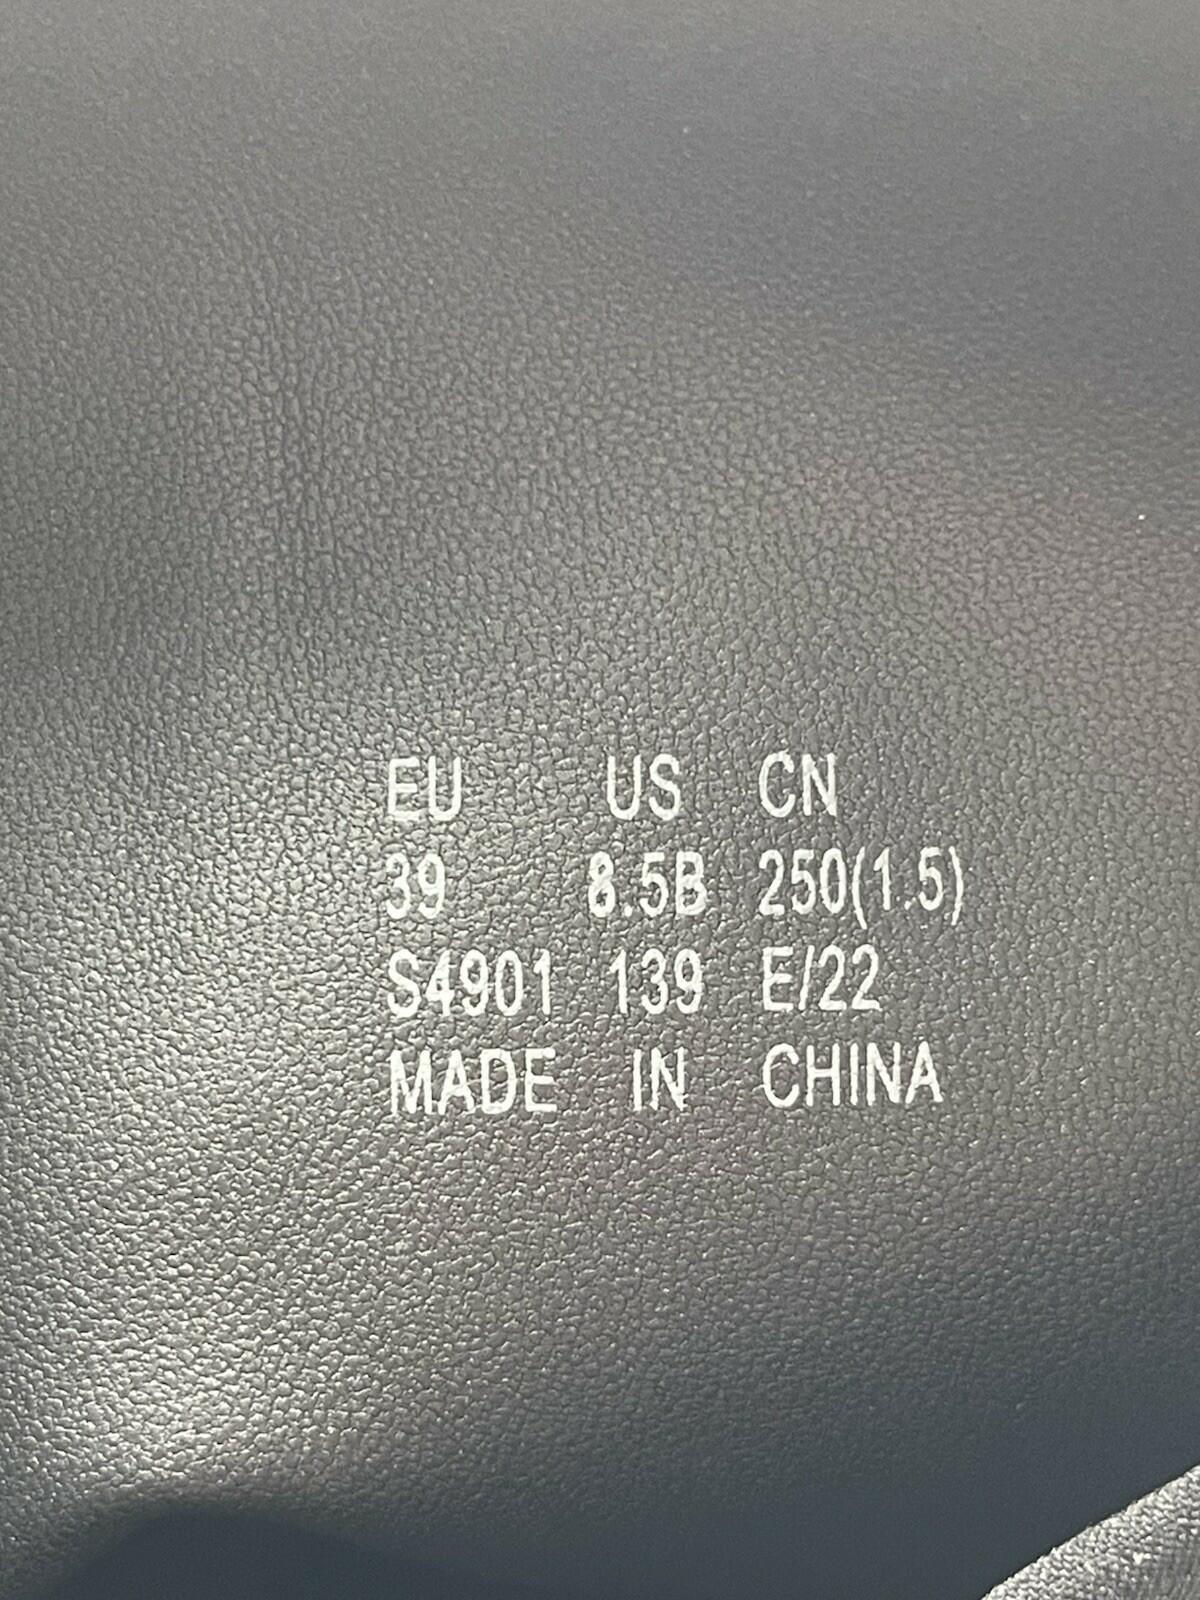 EU US CN
39 8.5B 250(1.5)
S4901 139 E/22
MADE IN CHINA